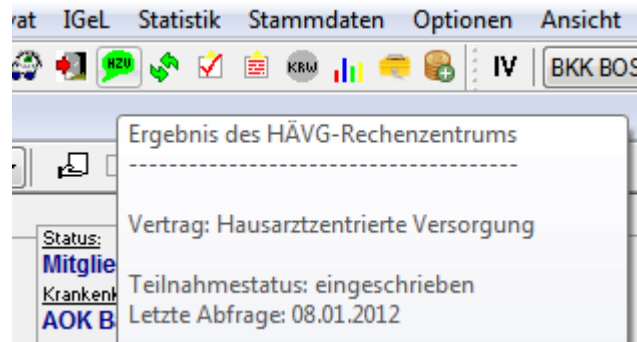 IGeL Statistik Stammdaten Optionen Ansicht
HZV KRW IV BKK BOS
Ergebnis des HÄVG-Rechenzentrums
---------------------------------------
Vertrag: Hausarztzentrierte Versorgung
Status:
Mitglie
Teilnahmestatus: eingeschrieben
Krankenk
Letzte Abfrage: 08.01.2012
AOK B